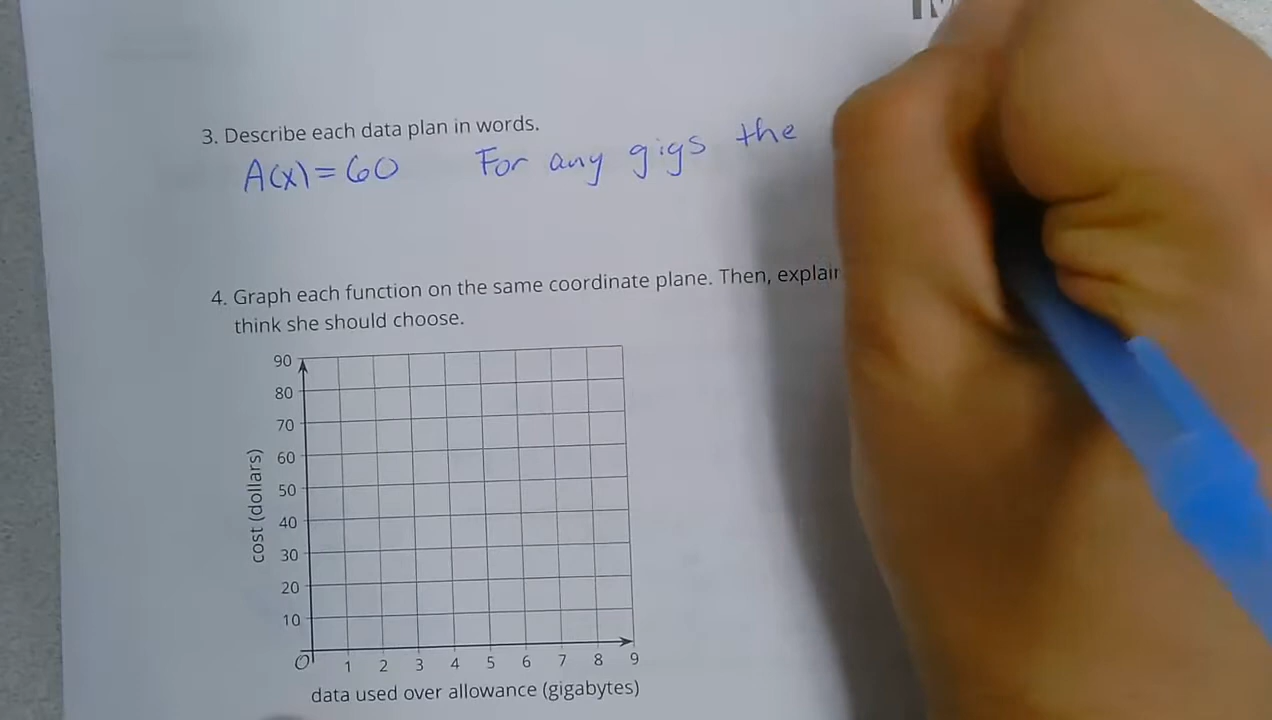 3. Describe each data plan in words.
A(x)=60 For any gigs the
4. Graph each function on the same coordinate plane. Then,
think she should choose.
90
80
70
60
50
40
30
20
10
O 1 2 3 4 5 6 7 8 9
cost (dollars)
data used over allowance (gigabytes)